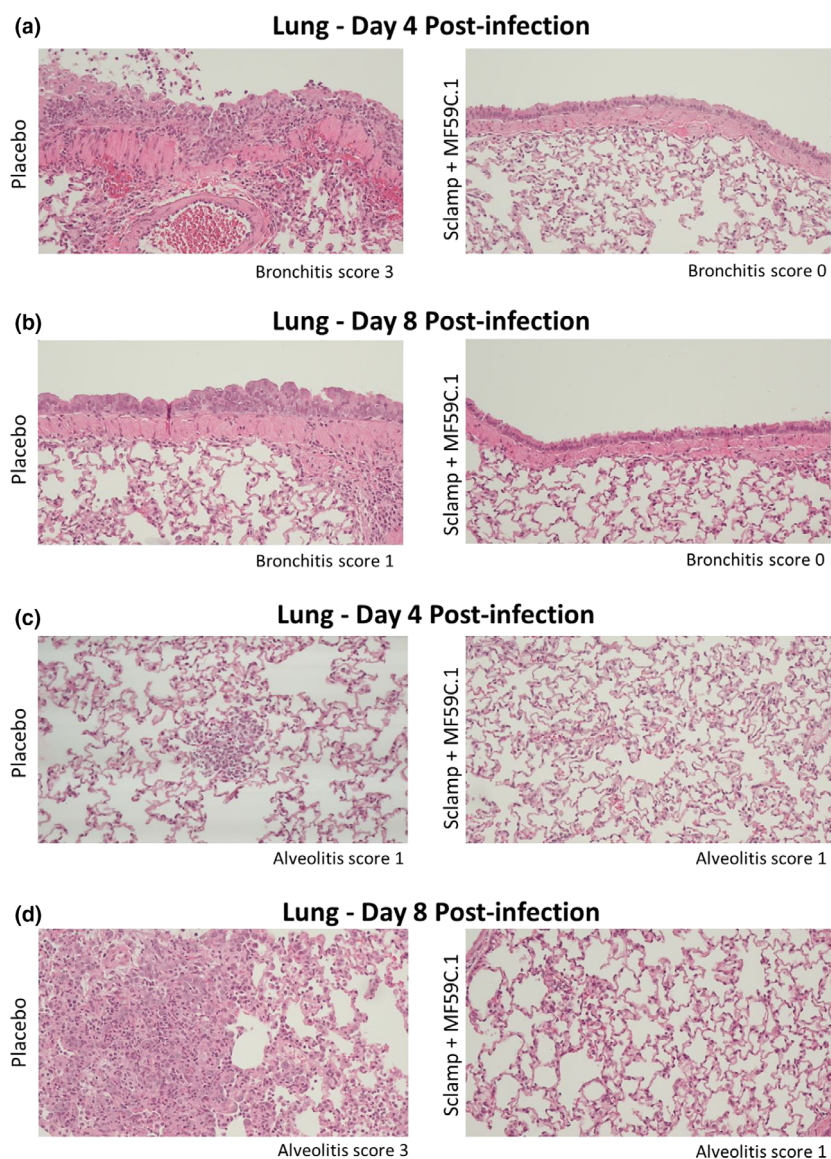 (a)
Lung - Day 4 Post-infection
Placebo
Sclamp + MF59C.1
Bronchitis score 3
Bronchitis score 0
(b)
Lung - Day 8 Post-infection
Placebo
Sclamp + MF59C.1
Bronchitis score 1
Bronchitis score 0
(c)
Lung - Day 4 Post-infection
Placebo
Sclamp + MF59C.1
Alveolitis score 1
Alveolitis score 1
(d)
Lung - Day 8 Post-infection
Placebo
Sclamp + MF59C.1
Alveolitis score 3
Alveolitis score 1